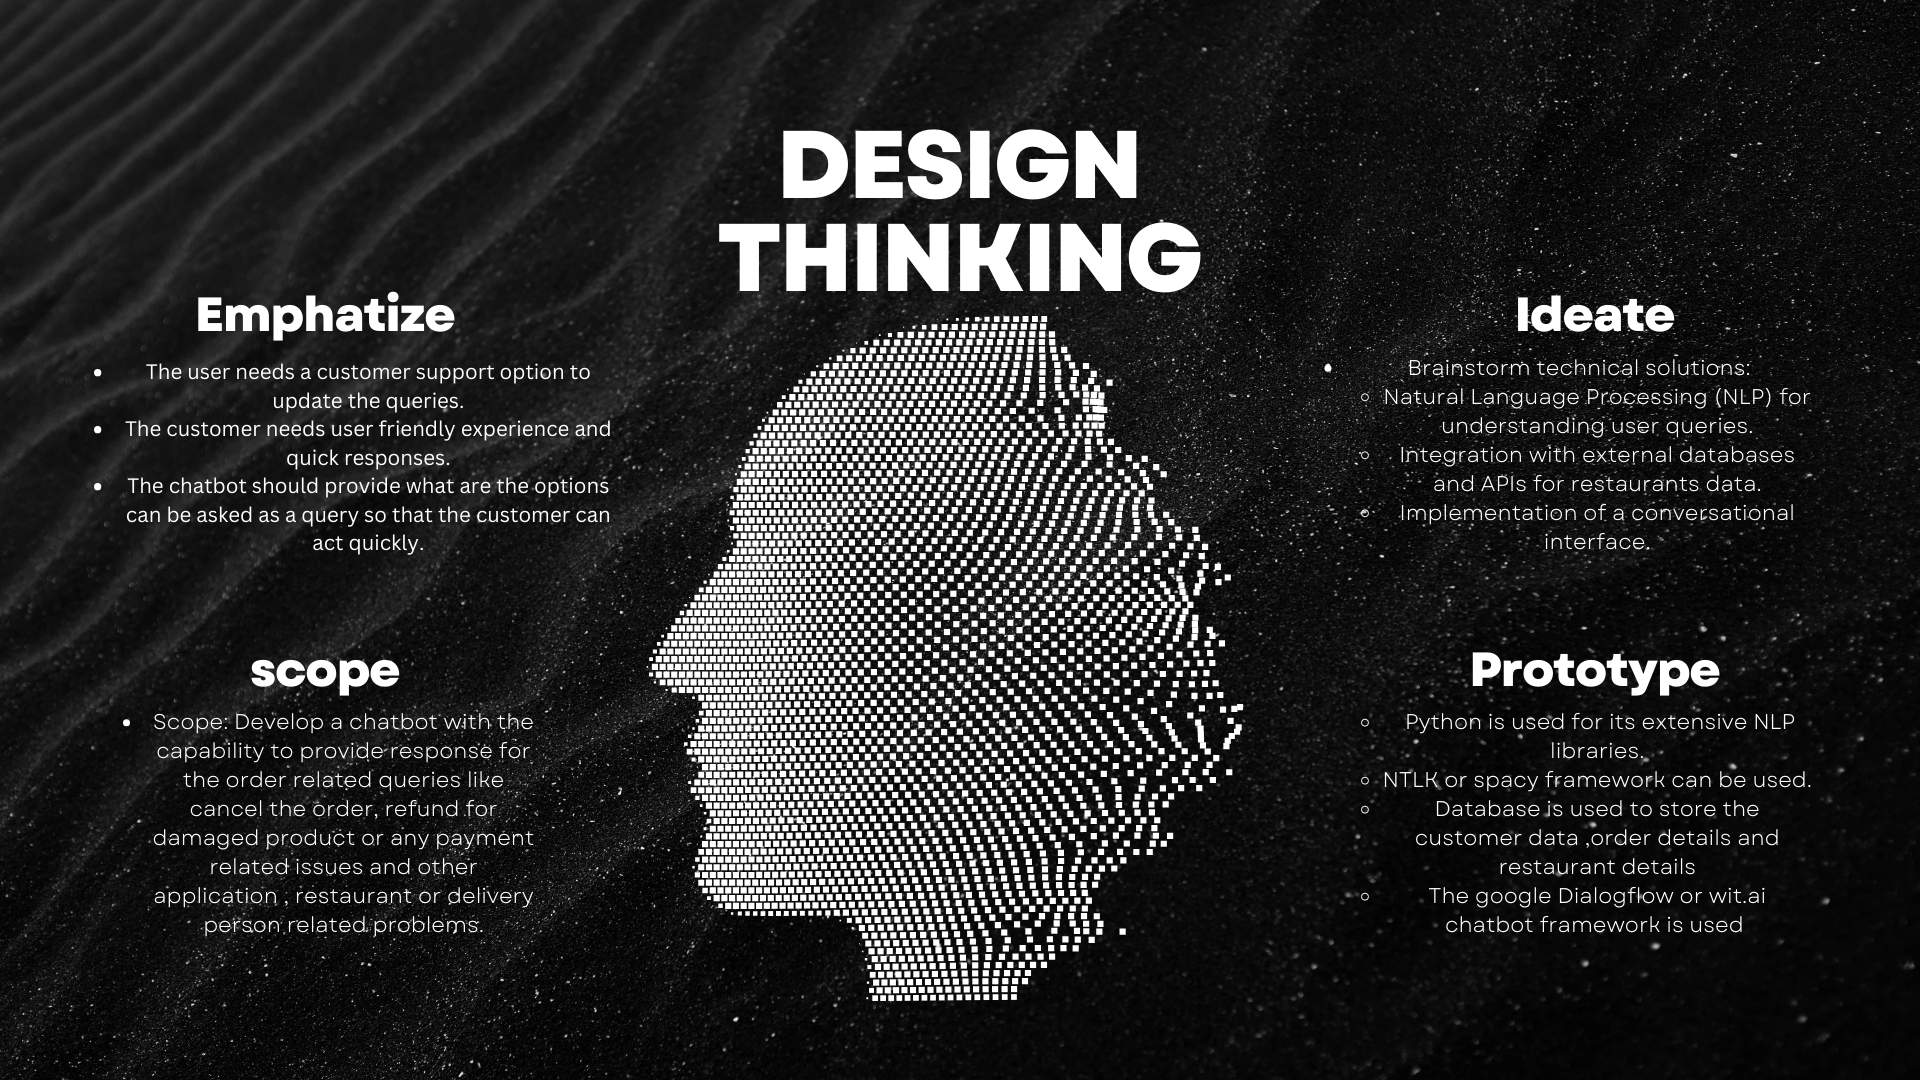 DESIGN
THINKING
Emphatize
• The user needs a customer support option to
update the queries.
• The customer needs user friendly experience and
quick responses.
• The chatbot should provide what are the options
can be asked as a query so that the customer can
act quickly.
scope
• Scope: Develop a chatbot with the
capability to provide response for
the order related queries like
cancel the order, refund for
damaged product or any payment
related issues and other
application , restaurant or delivery
person related problems.
Ideate
• Brainstorm technical solutions:
◦ Natural Language Processing (NLP) for
understanding user queries.
◦ Integration with external databases
and APIs for restaurants data.
◦ Implementation of a conversational
interface.
Prototype
◦ Python is used for its extensive NLP
libraries.
◦ NTLK or spacy framework can be used.
◦ Database is used to store the
customer data ,order details and
restaurant details
◦ The google Dialogflow or wit.ai
chatbot framework is used